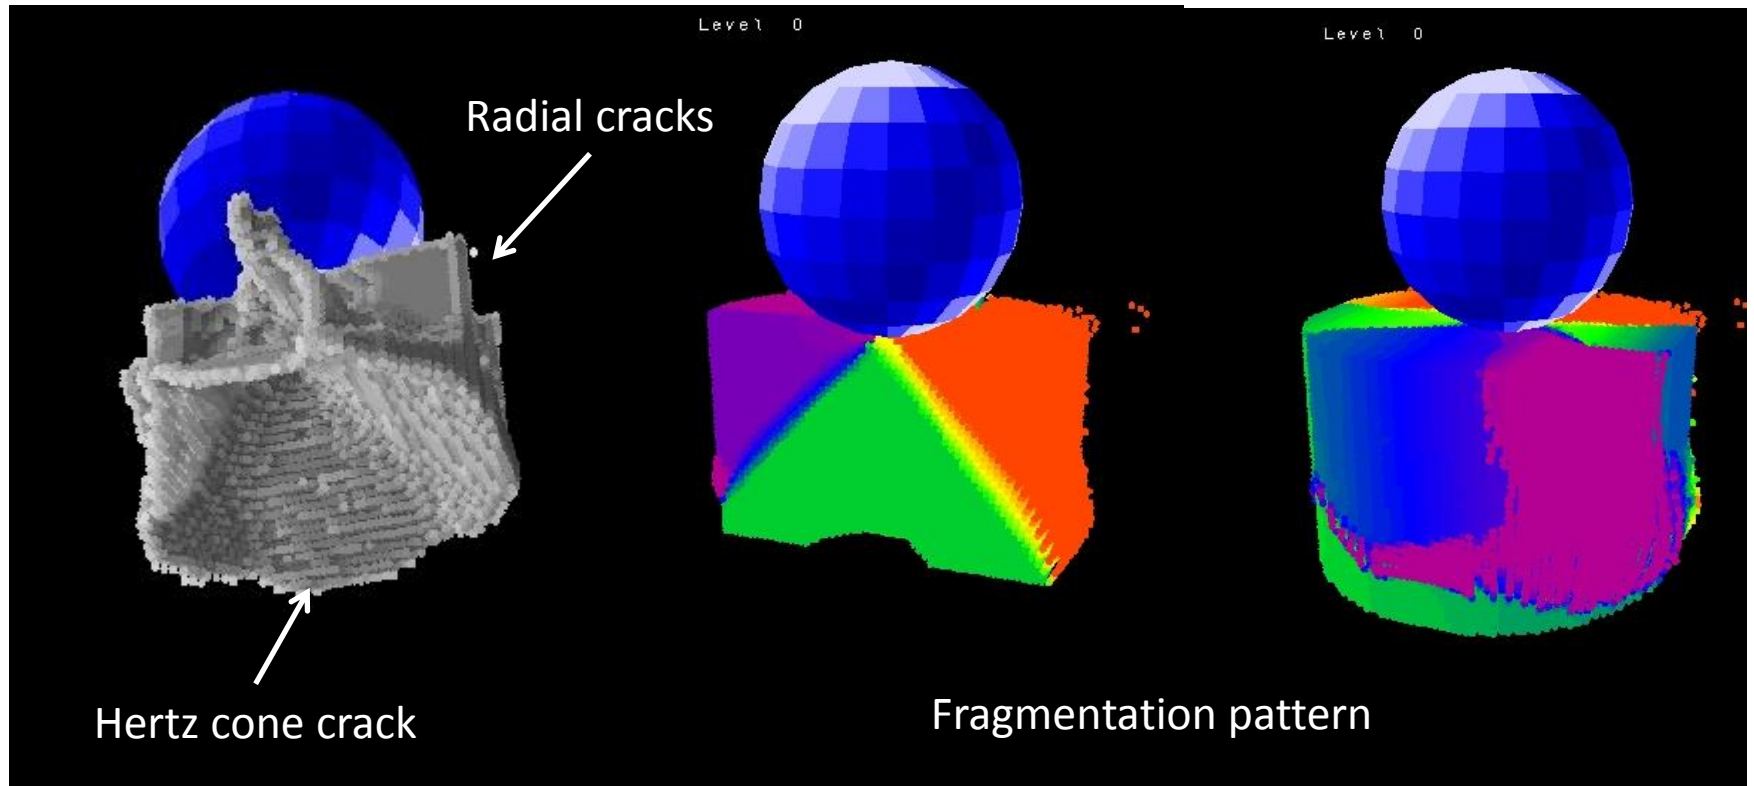 Level 0
Level 0
Radial cracks
Hertz cone crack
Fragmentation pattern